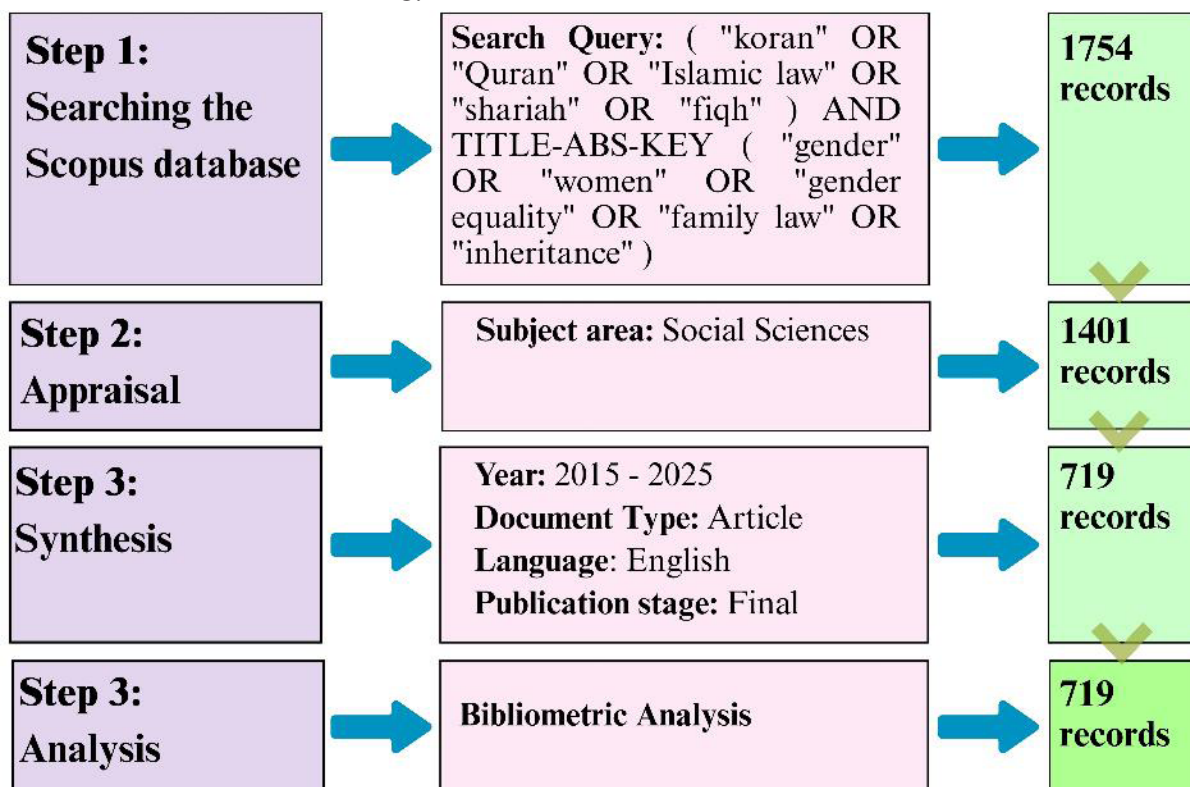 Step 1:
Searching the
Scopus database
Search Query: ( "koran" OR
"Quran" OR "Islamic law" OR
"shariah" OR "fiqh" ) AND
TITLE-ABS-KEY ( "gender"
OR "women" OR "gender
equality" OR "family law" OR
"inheritance" )
1754
records
Step 2:
Appraisal
Subject area: Social Sciences
1401
records
Step 3:
Synthesis
Year: 2015 - 2025
Document Type: Article
Language: English
Publication stage: Final
719
records
Step 3:
Analysis
Bibliometric Analysis
719
records